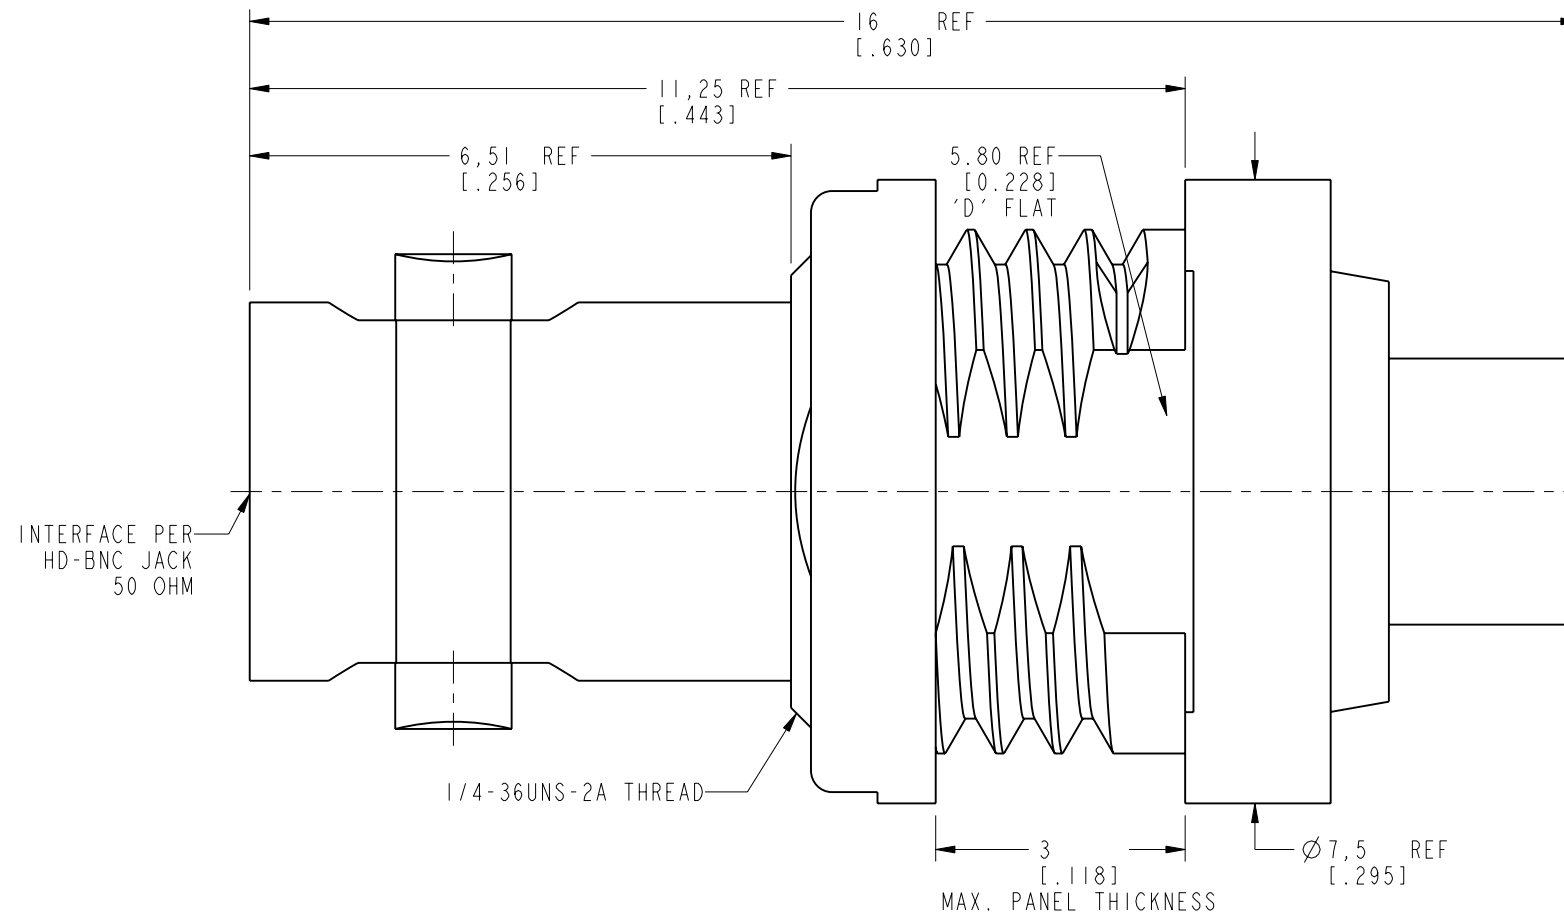 16 REF
[.630]
11,25 REF
[.443]
6,51 REF
[.256]
5.80 REF
[0.228]
'D' FLAT
INTERFACE PER
HD-BNC JACK
50 OHM
1/4-36UNS-2A THREAD
3
[.118]
MAX. PANEL THICKNESS
Ø7,5 REF
[.295]